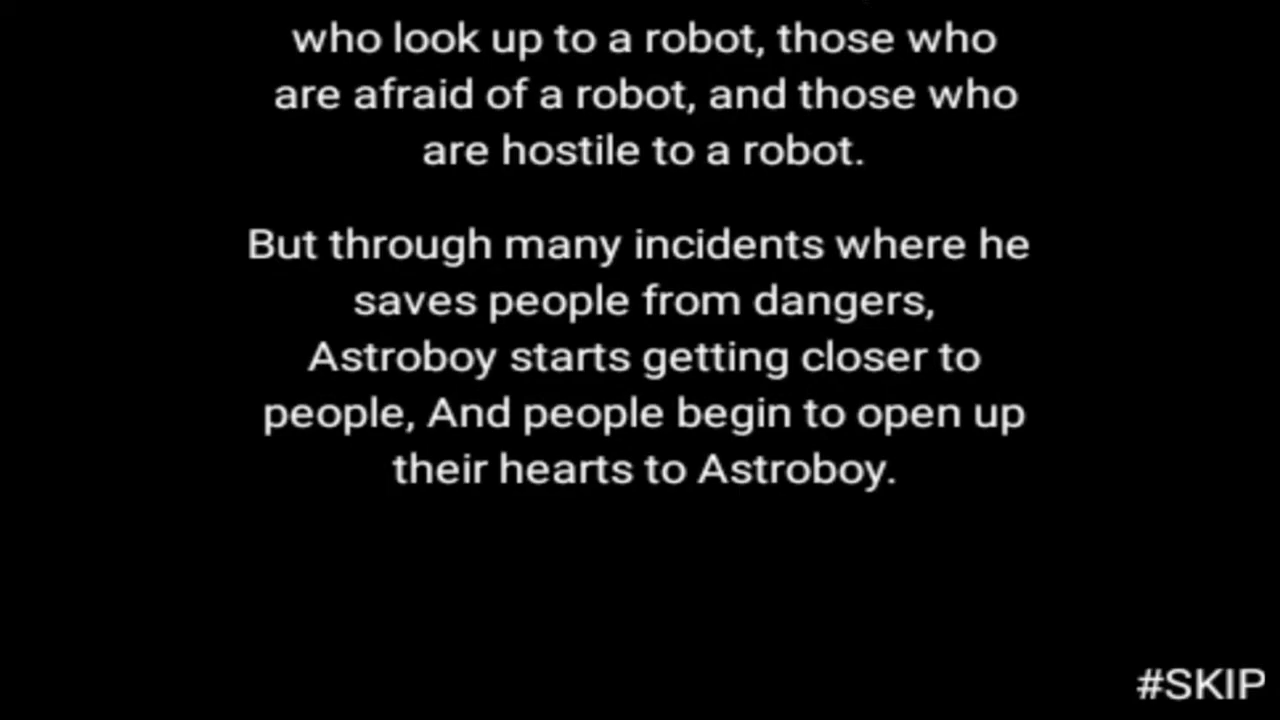 who look up to a robot, those who
are afraid of a robot, and those who
are hostile to a robot.
But through many incidents where he
saves people from dangers,
Astroboy starts getting closer to
people, And people begin to open up
their hearts to Astroboy.
#SKIP